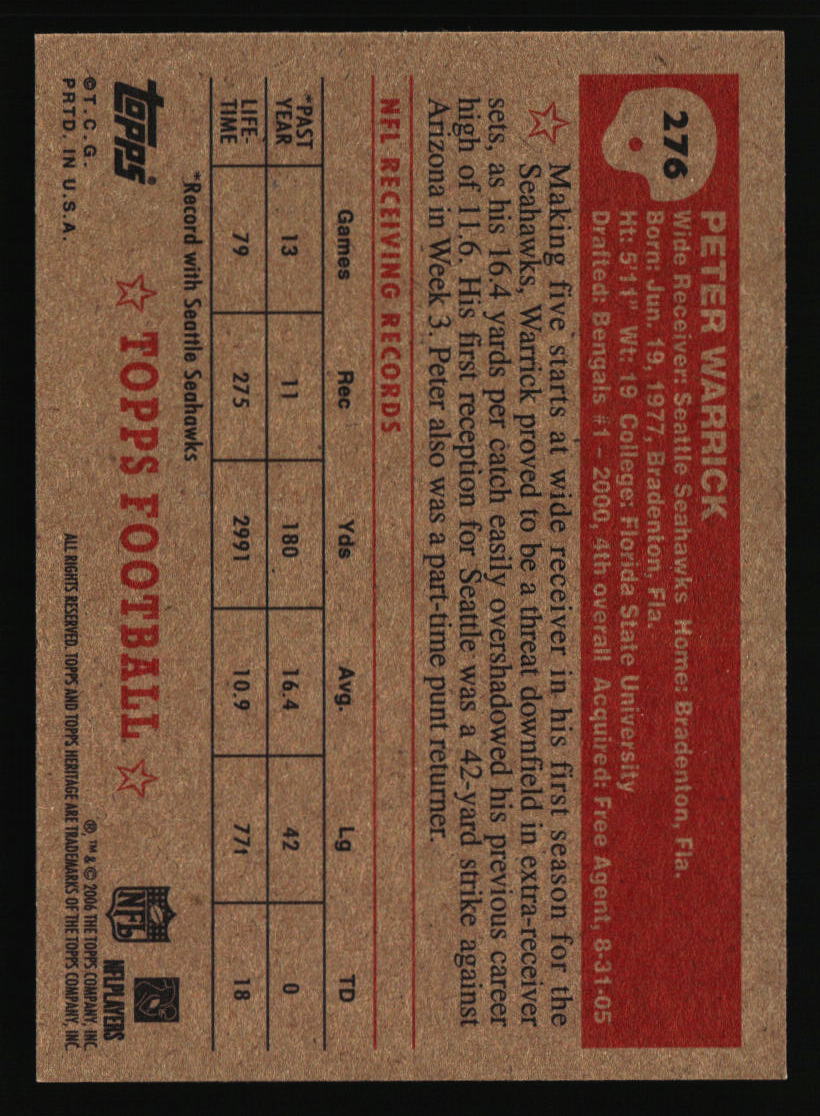 276
PETER WARRICK
Wide Receiver: Seattle Seahawks Home: Bradenton, Fla.
Born: Jun. 19, 1977, Bradenton, Fla.
Ht: 5'11" Wt: 19 College: Florida State University
Drafted: Bengals #1 – 2000, 4th overall Acquired: Free Agent, 8-31-05
Making five starts at wide receiver in his first season for the
Seahawks, Warrick proved to be a threat downfield in extra-receiver
sets, as his 16.4 yards per catch easily overshadowed his previous career
high of 11.6. His first reception for Seattle was a 42-yard strike against
Arizona in Week 3. Peter also was a part-time punt returner.
NFL RECEIVING RECORDS
Games Rec Yds Avg. Lg TD
*PAST YEAR 13 11 180 16.4 42 0
LIFE-TIME 79 275 2991 10.9 77t 18
*Record with Seattle Seahawks
topps
TOPPS FOOTBALL
NFL
NFLPLAYERS
©T.C.G.
PRTD. IN U.S.A.
®, ™ & © 2006 THE TOPPS COMPANY, INC.
ALL RIGHTS RESERVED. TOPPS AND TOPPS HERITAGE ARE TRADEMARKS OF THE TOPPS COMPANY, INC.